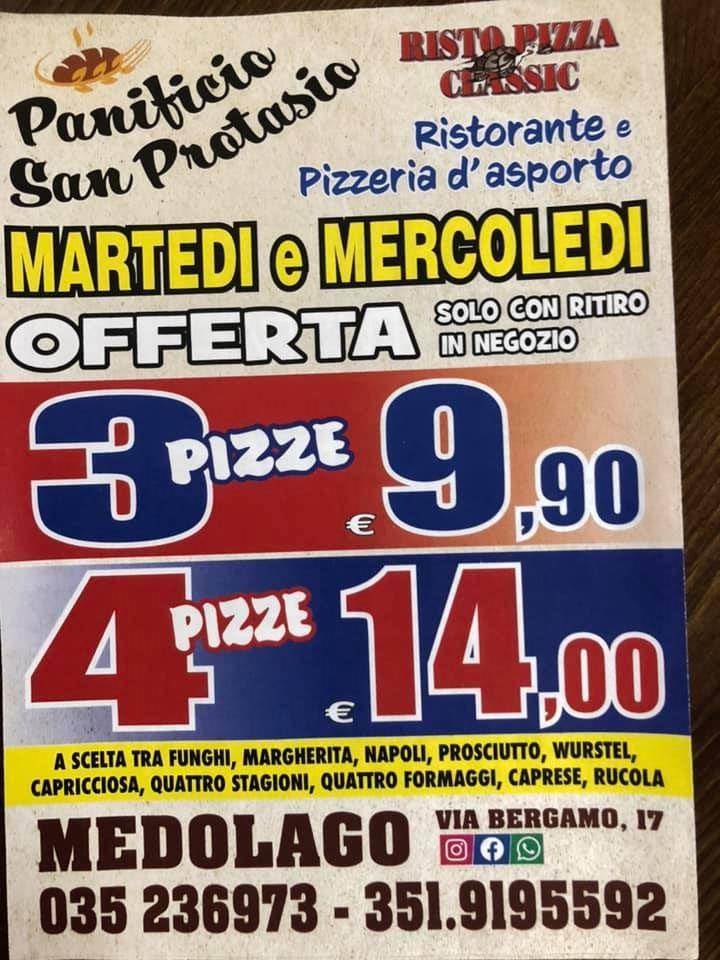 Panificio
San Protasio
RISTO PIZZA
CLASSIC
Ristorante e
Pizzeria d'asporto
MARTEDI e MERCOLEDI
OFFERTA
SOLO CON RITIRO
IN NEGOZIO
3 PIZZE € 9,90
4 PIZZE € 14,00
A SCELTA TRA FUNGHI, MARGHERITA, NAPOLI, PROSCIUTTO, WURSTEL,
CAPRICCIOSA, QUATTRO STAGIONI, QUATTRO FORMAGGI, CAPRESE, RUCOLA
MEDOLAGO
VIA BERGAMO, 17
035 236973 - 351.9195592